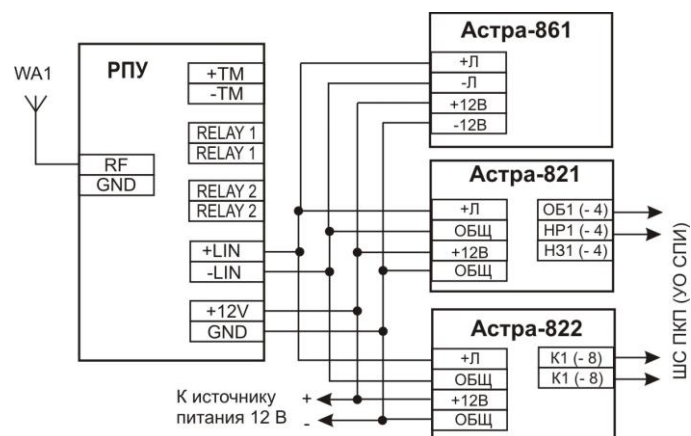 WA1
РПУ
+TM
-TM
RELAY 1
RELAY 1
RF
GND
RELAY 2
RELAY 2
+LIN
-LIN
+12V
GND
К источнику
питания 12 В
+
-
Астра-861
+Л
-Л
+12В
-12В
Астра-821
+Л
ОБЩ
+12В
ОБЩ
ОБ1 (- 4)
НР1 (- 4)
НЗ1 (- 4)
Астра-822
+Л
ОБЩ
+12В
ОБЩ
К1 (- 8)
К1 (- 8)
ШС ПКП (УО СПИ)